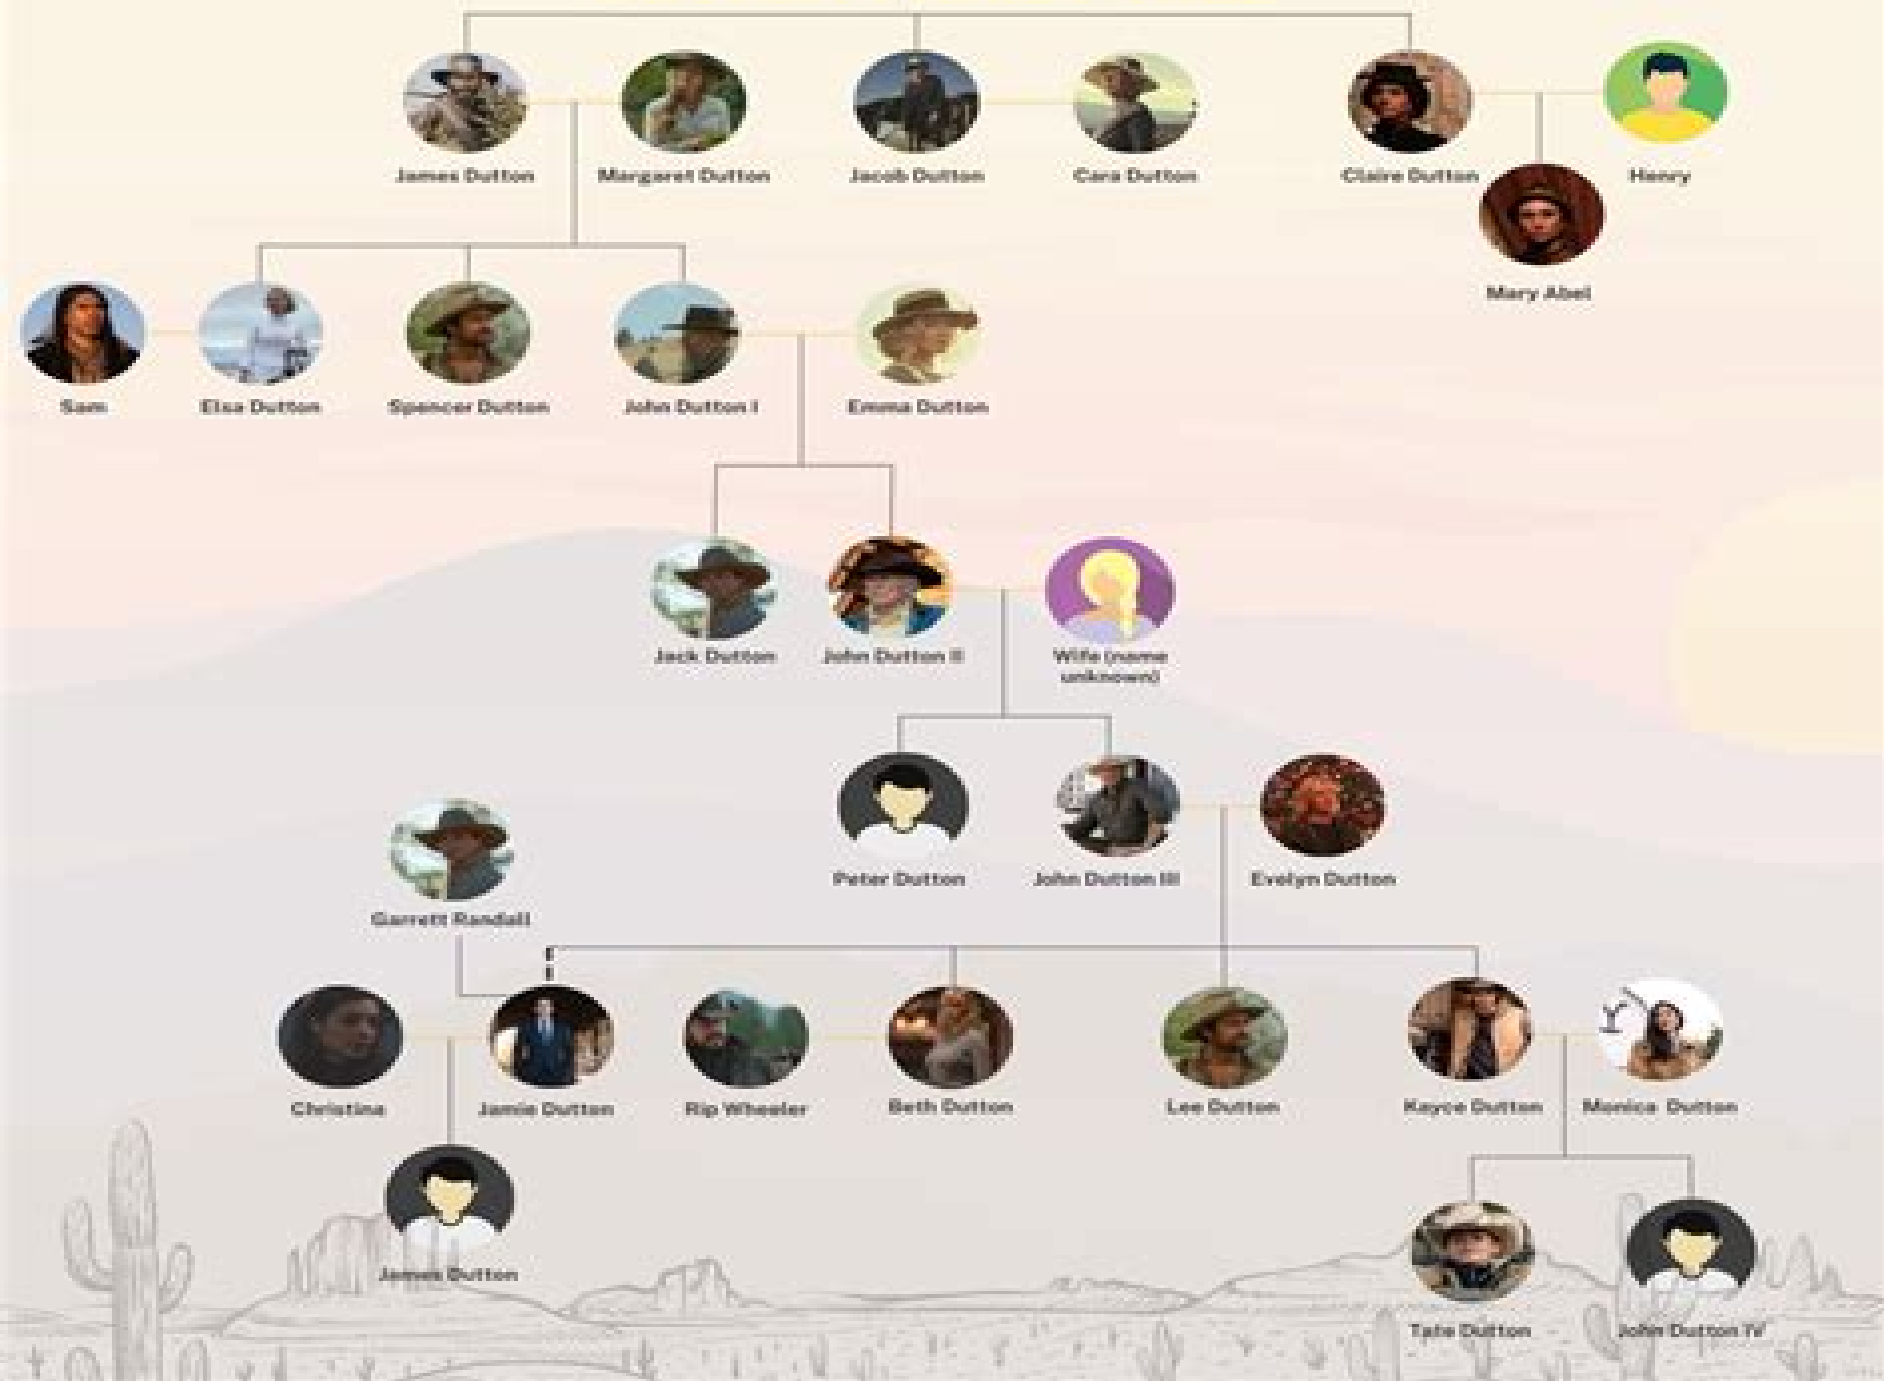 James Dutton
Margaret Dutton
Jacob Dutton
Cara Dutton
Claire Dutton
Henry
Mary Abel
Sam
Elsa Dutton
Spencer Dutton
John Dutton I
Emma Dutton
Jack Dutton
John Dutton II
Wife (name
unknown)
Peter Dutton
John Dutton III
Evelyn Dutton
Garrett Randall
Christina
Jamie Dutton
Rip Wheeler
Beth Dutton
Lee Dutton
Kayce Dutton
Monica Dutton
James Dutton
Tate Dutton
John Dutton IV